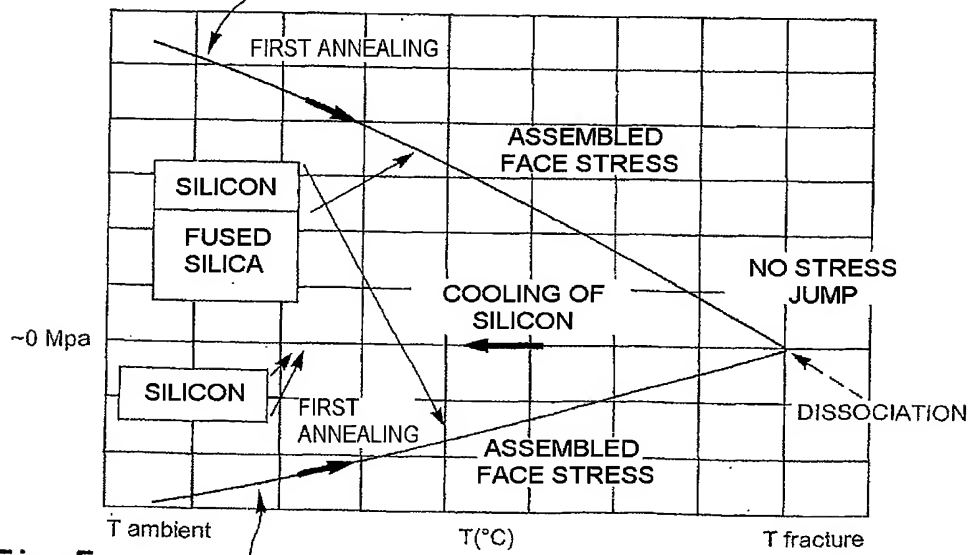 FIRST ANNEALING
ASSEMBLED
FACE STRESS
SILICON
FUSED
SILICA
NO STRESS
JUMP
COOLING OF
SILICON
~0 Mpa
SILICON
FIRST
ANNEALING
DISSOCIATION
ASSEMBLED
FACE STRESS
T ambient
T(°C)
T fracture